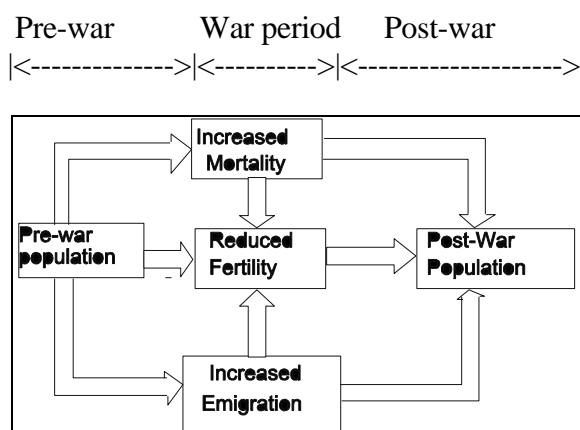 Pre-war War period Post-war
|<--------------->|<------------->|<----------------------->|
Increased
Mortality
Pre-war
population
Reduced
Fertility
Post-War
Population
Increased
Emigration